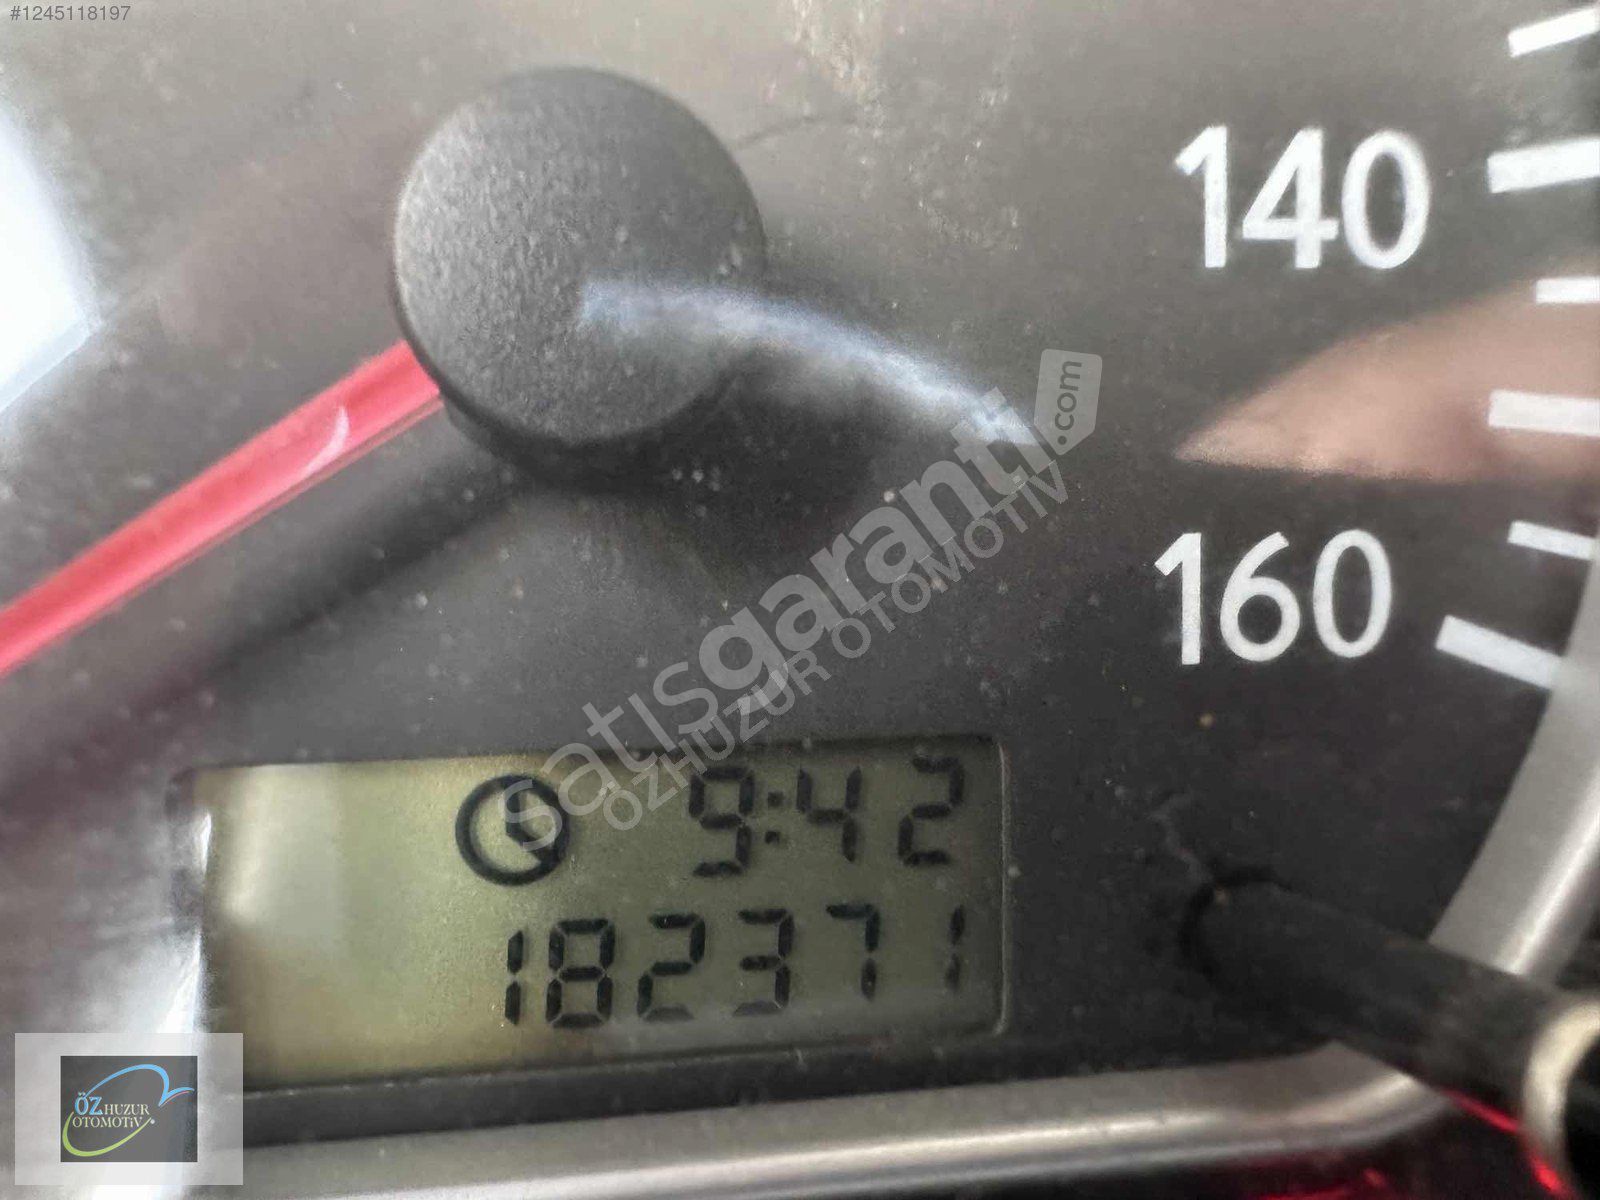 #1245118197
140
160
satışgaranti.com
ÖZHUZUR OTOMOTİV
9:42
182371
ÖZHUZUR
OTOMOTİV